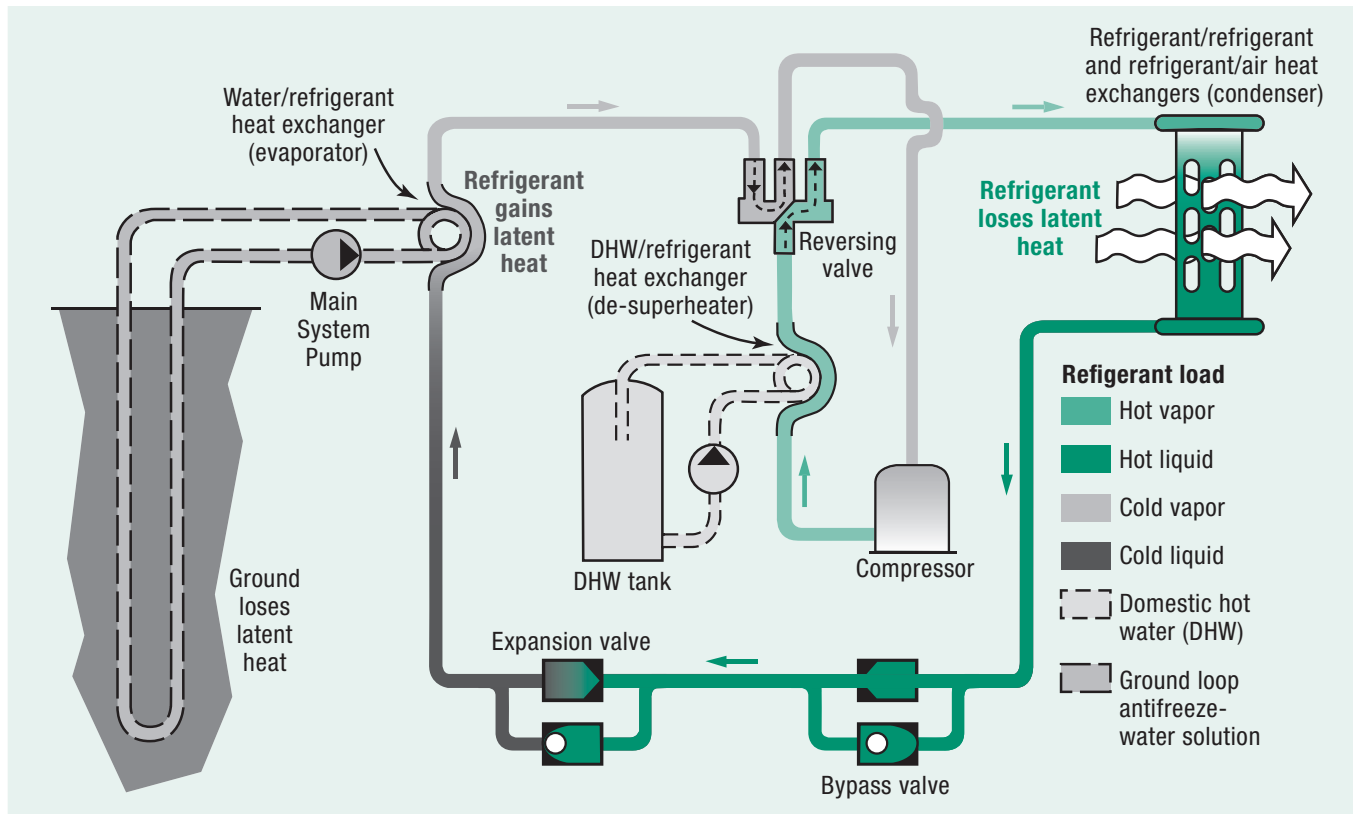 Refrigerant/refrigerant
and refrigerant/air heat
exchangers (condenser)
Water/refrigerant
heat exchanger
(evaporator)
Refrigerant
gains
latent
heat
Refrigerant
loses latent
heat
Reversing
valve
DHW/refrigerant
heat exchanger
(de-superheater)
Main
System
Pump
Refigerant load
Hot vapor
Hot liquid
Cold vapor
Cold liquid
Domestic hot
water (DHW)
Ground loop
antifreeze-
water solution
Compressor
DHW tank
Ground
loses
latent
heat
Expansion valve
Bypass valve